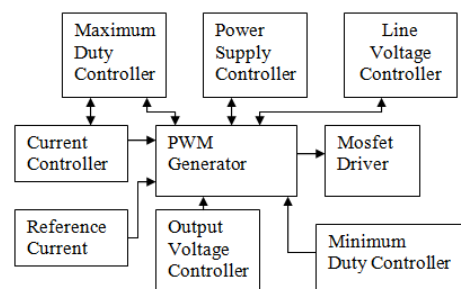 Maximum
Duty
Controller
Power
Supply
Controller
Line
Voltage
Controller
Current
Controller
PWM
Generator
Mosfet
Driver
Reference
Current
Output
Voltage
Controller
Minimum
Duty Controller